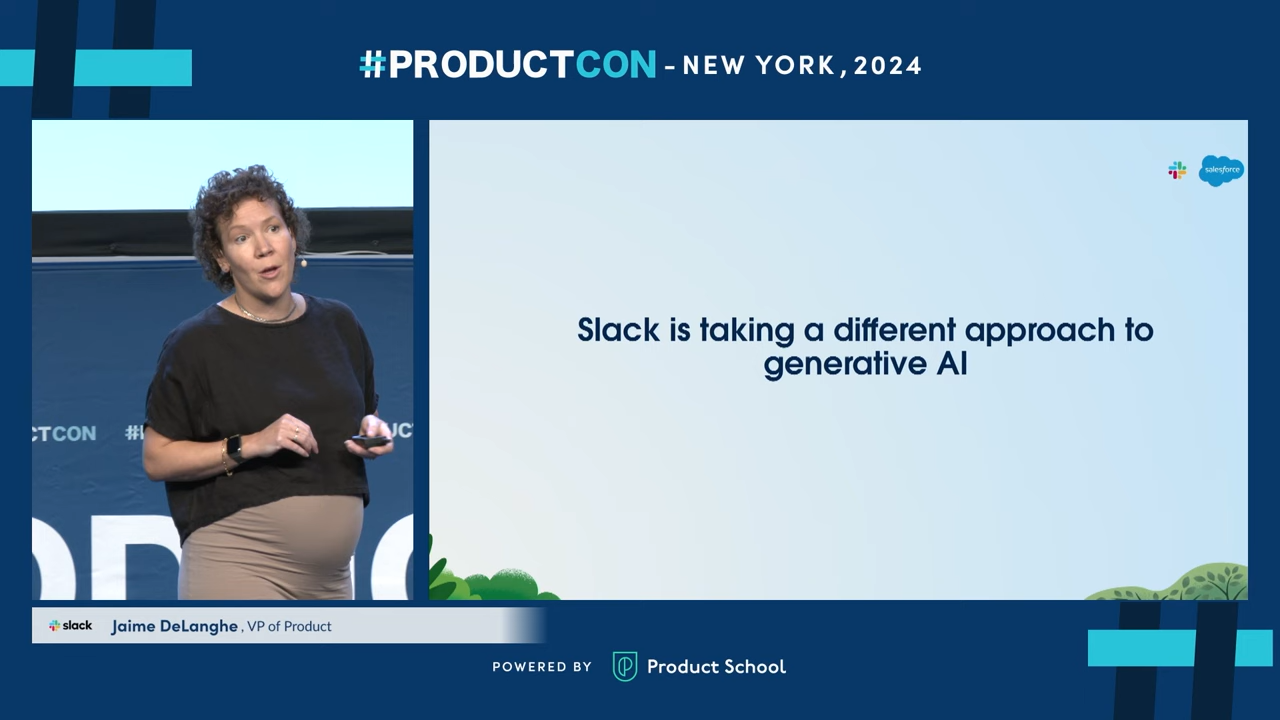 #PRODUCTCON - NEW YORK, 2024
salesforce
Slack is taking a different approach to
generative AI
CTCON #
UCT
slack Jaime DeLanghe, VP of Product
POWERED BY Product School